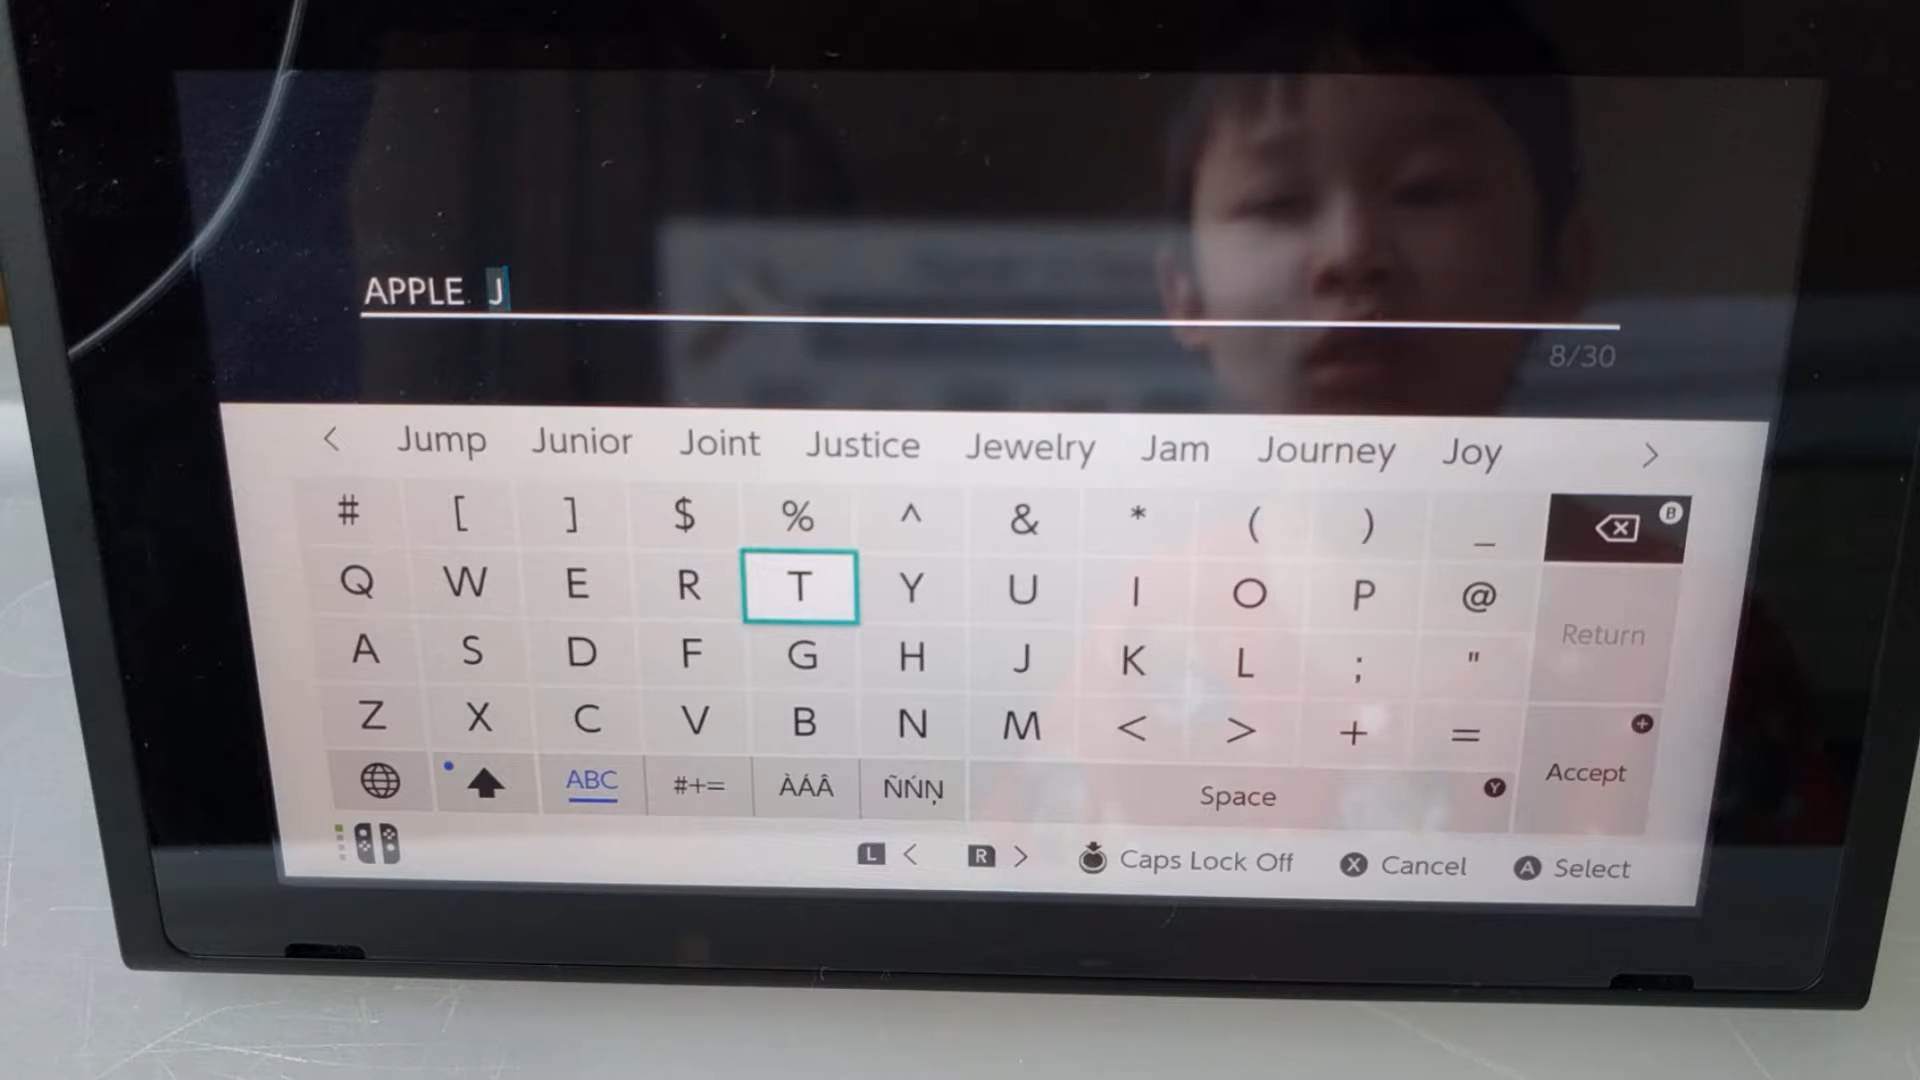 APPLE. J
8/30
< Jump Junior Joint Justice Jewelry Jam Journey Joy >
# [ ] $ % ^ & * ( ) _ B
Q W E R T Y U I O P @
Return
A S D F G H J K L ; "
Z X C V B N M < > + =
+ Accept
ABC #+= ÀÁÂ ÑŃŅ Space Y
L < R > Caps Lock Off X Cancel A Select